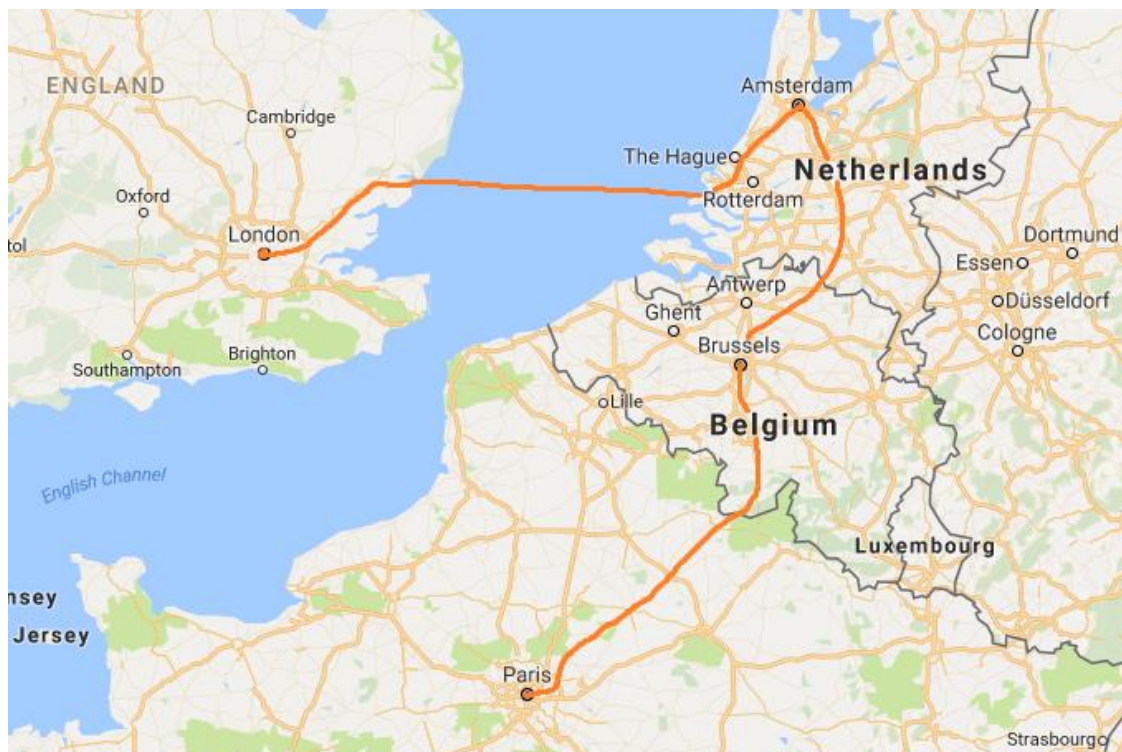 ENGLAND
Amsterdam
Cambridge
The Hague
Netherlands
Oxford
Rotterdam
London
Dortmund
Essen
Antwerp
Düsseldorf
Ghent
Cologne
Brussels
Brighton
Southampton
Lille
Belgium
English Channel
Luxembourg
nsey
Jersey
Paris
Strasbourg
tol